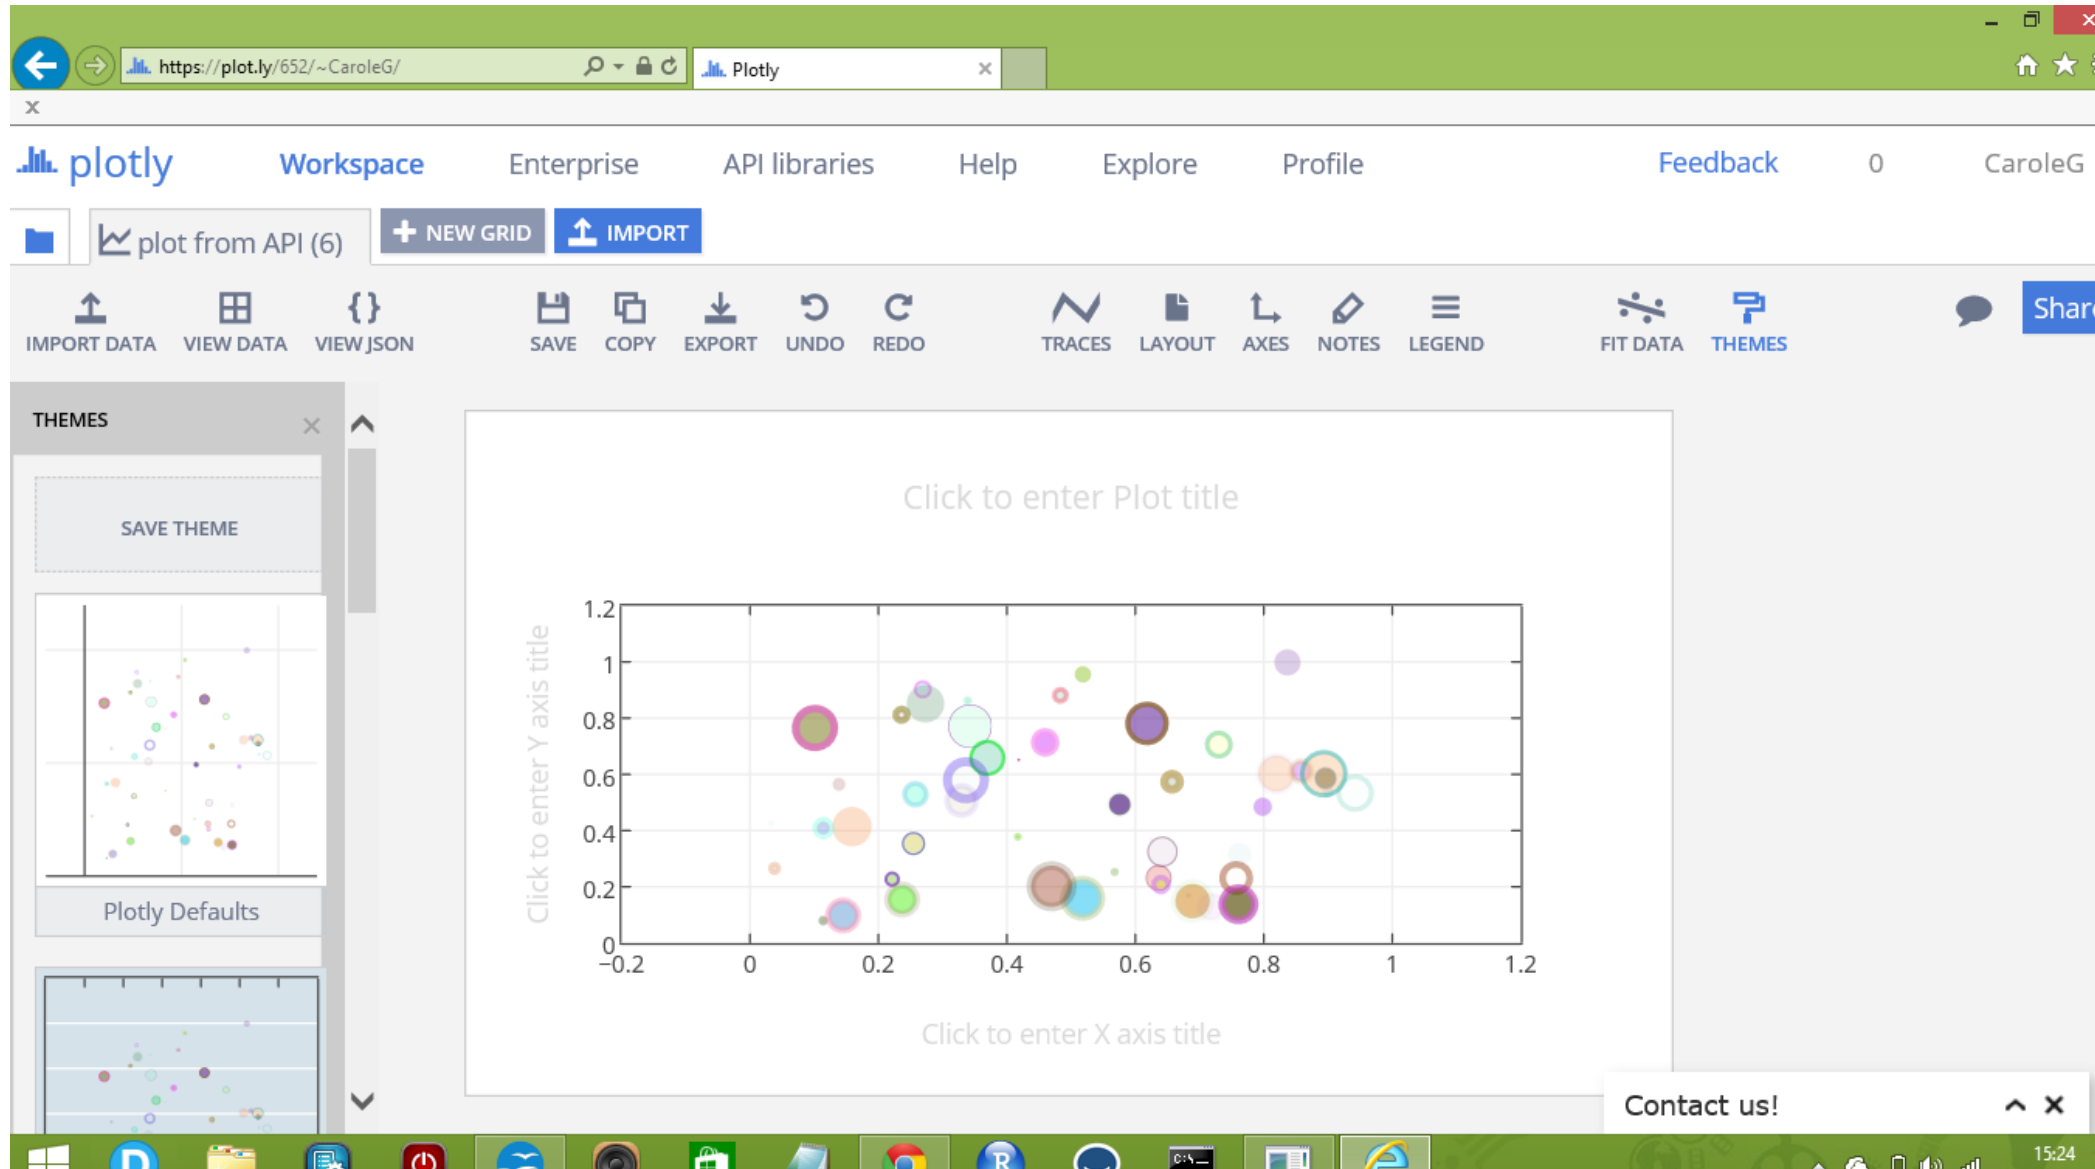 https://plot.ly/652/~CaroleG/
Plotly
plotly
Workspace
Enterprise
API libraries
Help
Explore
Profile
Feedback
0
CaroleG
plot from API (6)
NEW GRID
IMPORT
IMPORT DATA
VIEW DATA
VIEW JSON
SAVE
COPY
EXPORT
UNDO
REDO
TRACES
LAYOUT
AXES
NOTES
LEGEND
FIT DATA
THEMES
Share
THEMES
SAVE THEME
Plotly Defaults
Click to enter Plot title
Click to enter Y axis title
1.2
1
0.8
0.6
0.4
0.2
0
−0.2
0
0.2
0.4
0.6
0.8
1
1.2
Click to enter X axis title
Contact us!
C:\_
R
15:24